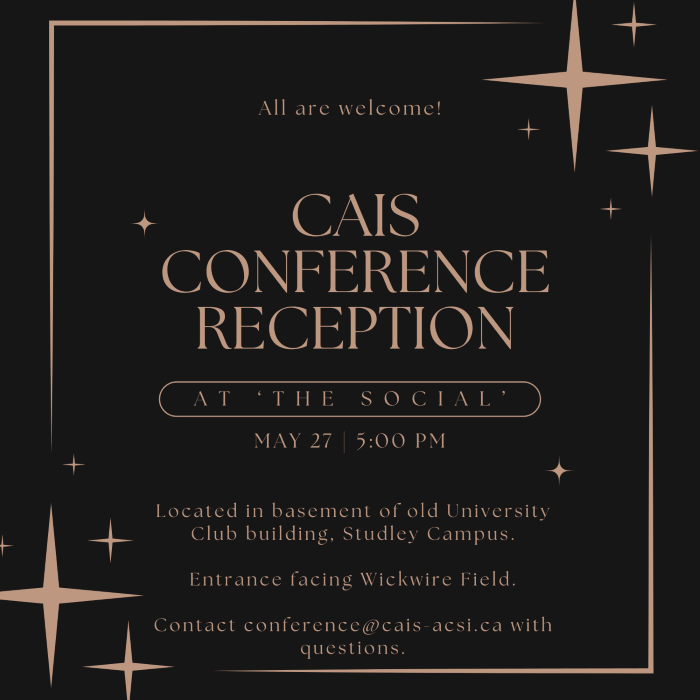 All are welcome!
CAIS
CONFERENCE
RECEPTION
AT ‘THE SOCIAL’
MAY 27 | 5:00 PM
Located in basement of old University
Club building, Studley Campus.
Entrance facing Wickwire Field.
Contact conference@cais-acsi.ca with
questions.